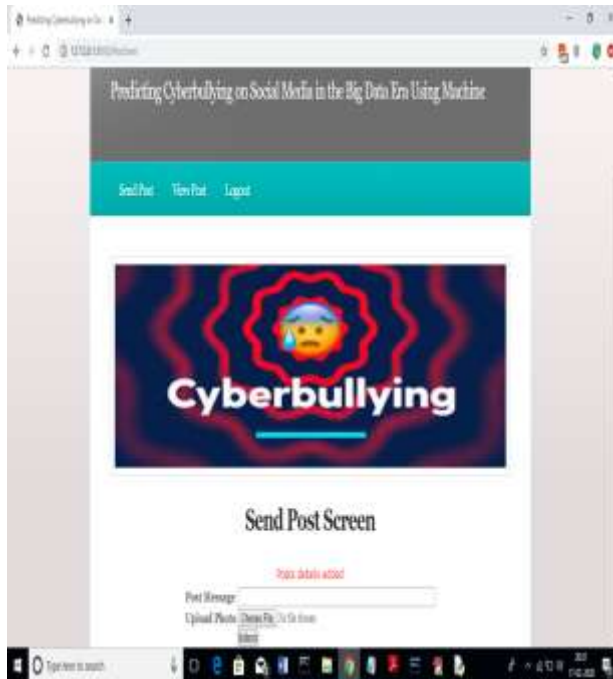 Predicting Cyberbullying on Social Media in the Big Data Era Using Machine
Send Post View Post Logout
Cyberbullying
Send Post Screen
details added
Post Message
Upload Photo Choose File No file chosen
Submit
Type here to search